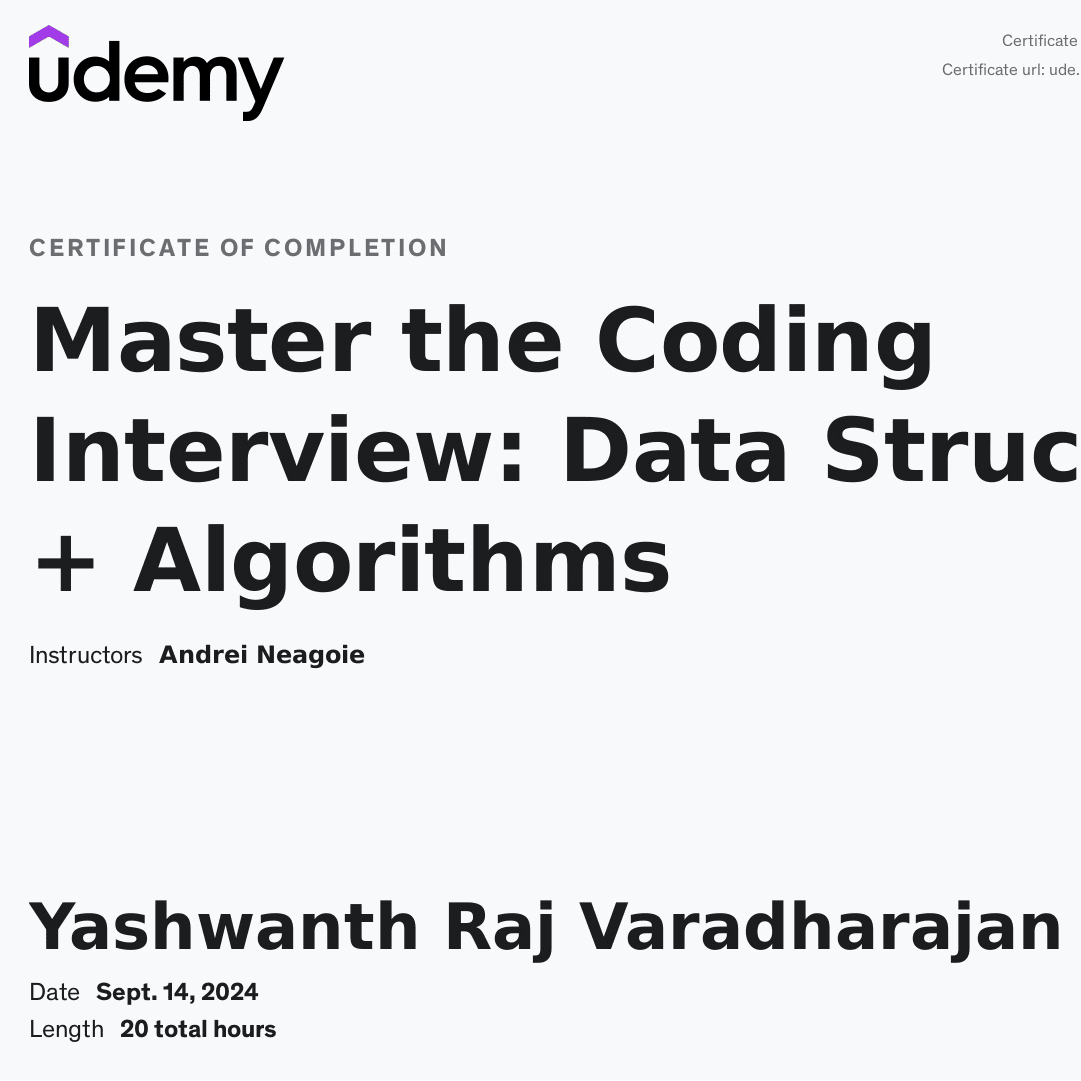 udemy
Certificate
Certificate url: ude.
CERTIFICATE OF COMPLETION
Master the Coding
Interview: Data Struc
+ Algorithms
Instructors Andrei Neagoie
Yashwanth Raj Varadharajan
Date Sept. 14, 2024
Length 20 total hours